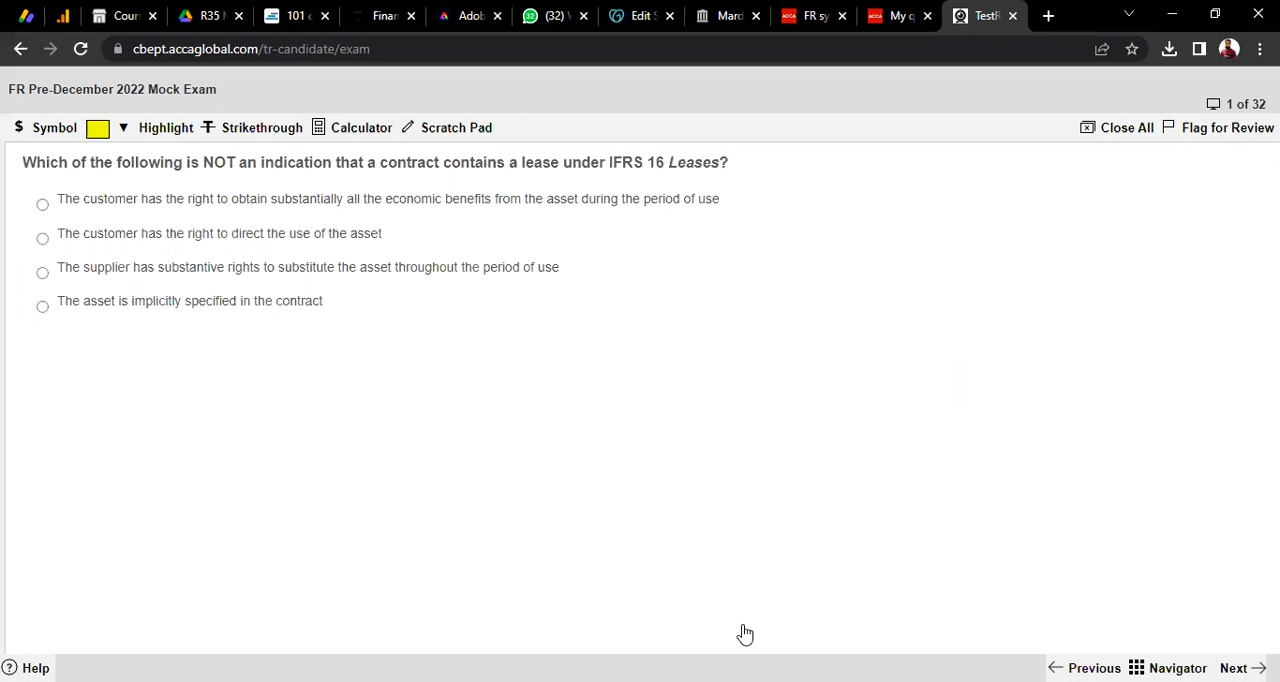 Cours
R35 M
101 c
Finan
Adob
(32) W
Edit S
Marc
FR sy
My q
TestR
cbept.accaglobal.com/tr-candidate/exam
FR Pre-December 2022 Mock Exam
1 of 32
$ Symbol Highlight Strikethrough Calculator Scratch Pad Close All Flag for Review
Which of the following is NOT an indication that a contract contains a lease under IFRS 16 Leases?
The customer has the right to obtain substantially all the economic benefits from the asset during the period of use
The customer has the right to direct the use of the asset
The supplier has substantive rights to substitute the asset throughout the period of use
The asset is implicitly specified in the contract
Help Previous Navigator Next